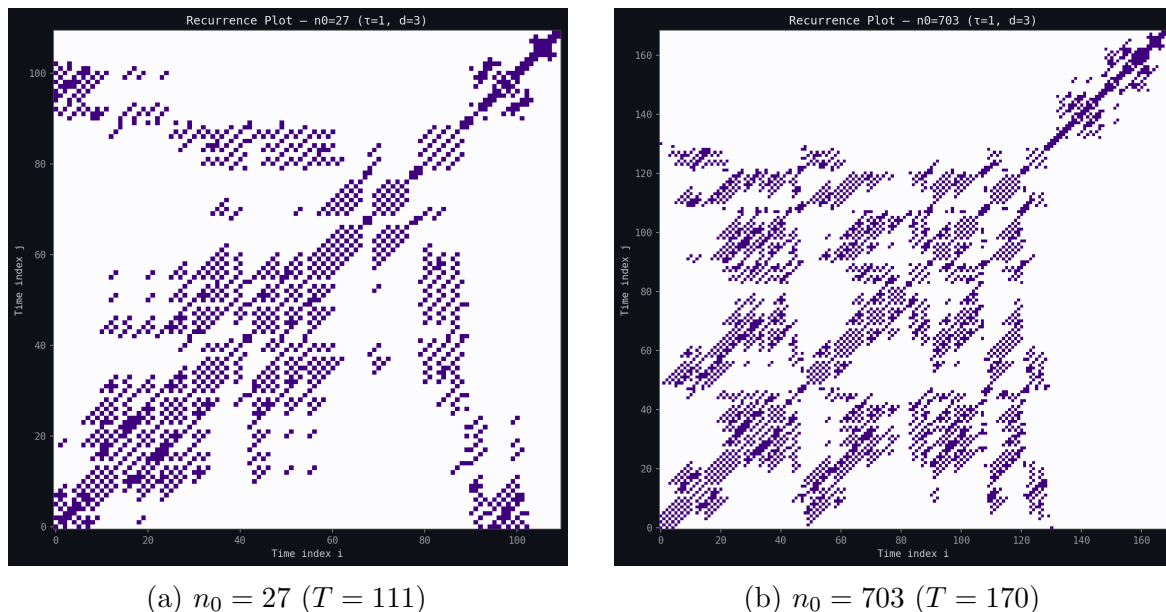 Recurrence Plot — n0=27 (τ=1, d=3)
100
80
60
40
20
0
0 20 40 60 80 100
Time index j
Time index i
(a) n₀ = 27 (T = 111)
Recurrence Plot — n0=703 (τ=1, d=3)
160
140
120
100
80
60
40
20
0
0 20 40 60 80 100 120 140 160
Time index j
Time index i
(b) n₀ = 703 (T = 170)